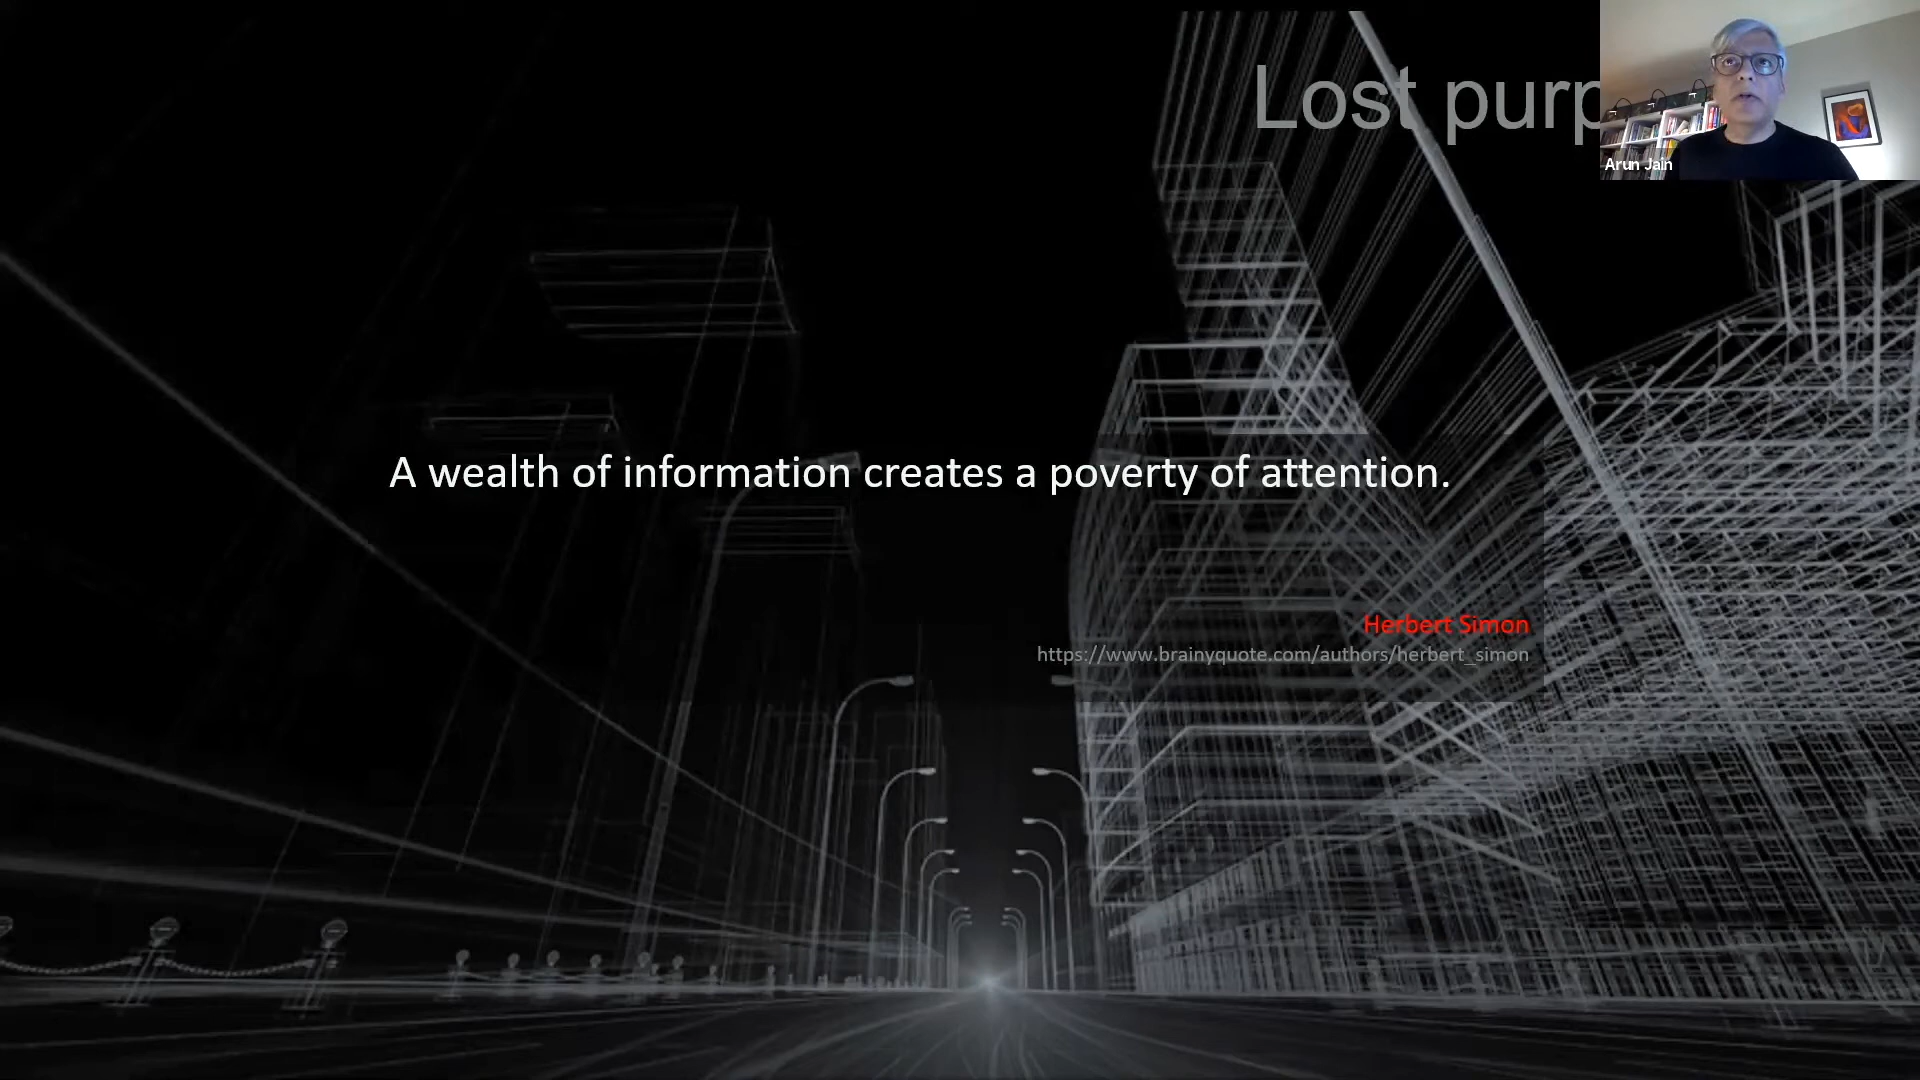 Lost purp
Arun Jain
A wealth of information creates a poverty of attention.
Herbert Simon
https://www.brainyquote.com/authors/herbert_simon